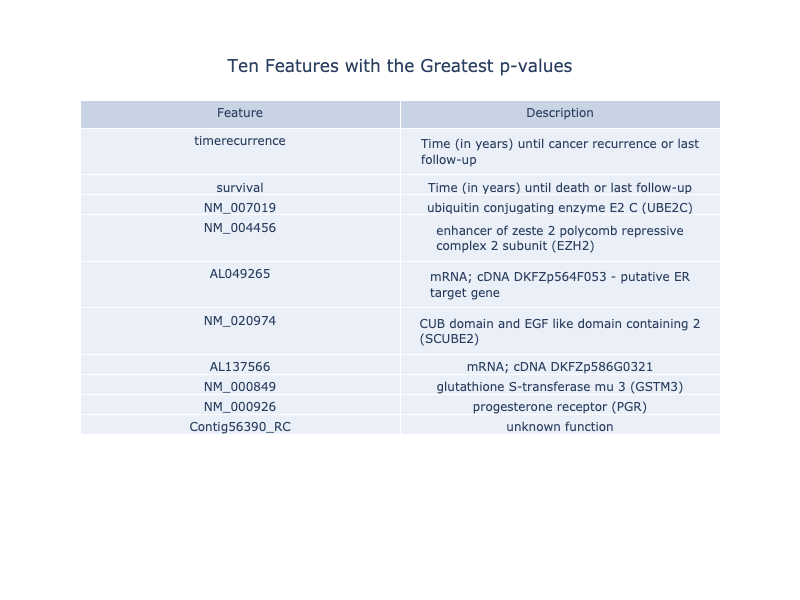 Ten Features with the Greatest p-values
Feature Description
timerecurrence Time (in years) until cancer recurrence or last
follow-up
survival Time (in years) until death or last follow-up
NM_007019 ubiquitin conjugating enzyme E2 C (UBE2C)
NM_004456 enhancer of zeste 2 polycomb repressive
complex 2 subunit (EZH2)
AL049265 mRNA; cDNA DKFZp564F053 - putative ER
target gene
NM_020974 CUB domain and EGF like domain containing 2
(SCUBE2)
AL137566 mRNA; cDNA DKFZp586G0321
NM_000849 glutathione S-transferase mu 3 (GSTM3)
NM_000926 progesterone receptor (PGR)
Contig56390_RC unknown function